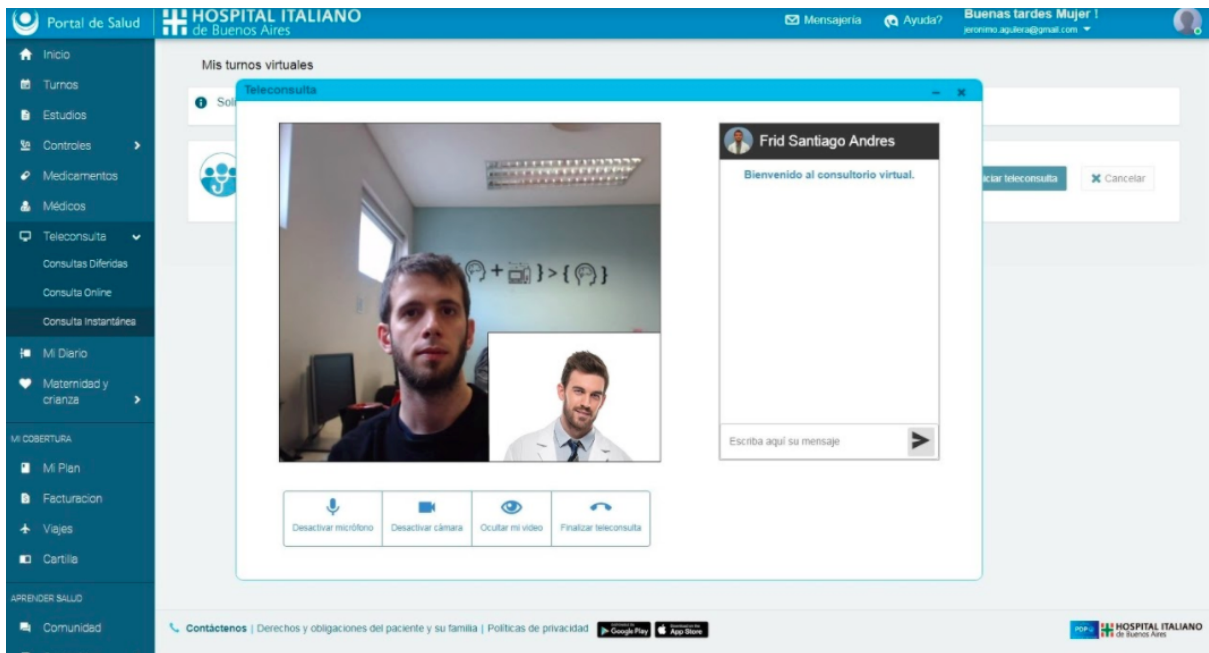 Portal de Salud
HOSPITAL ITALIANO
de Buenos Aires
Mensajería
Ayuda?
Buenas tardes Mujer !
jeronimo.aguilera@gmail.com
Inicio
Turnos
Estudios
Controles
Medicamentos
Médicos
Teleconsulta
Consultas Diferidas
Consulta Online
Consulta Instantánea
Mi Diario
Maternidad y
crianza
MI COBERTURA
Mi Plan
Facturacion
Viajes
Cartilla
APRENDER SALUD
Comunidad
Mis turnos virtuales
Teleconsulta
Frid Santiago Andres
Bienvenido al consultorio virtual.
iciar teleconsulta
Cancelar
+ } > { }
Escriba aquí su mensaje
Desactivar micrófono
Desactivar cámara
Ocultar mi video
Finalizar teleconsulta
Contáctenos | Derechos y obligaciones del paciente y su familia | Políticas de privacidad
Google Play
App Store
HOSPITAL ITALIANO
de Buenos Aires